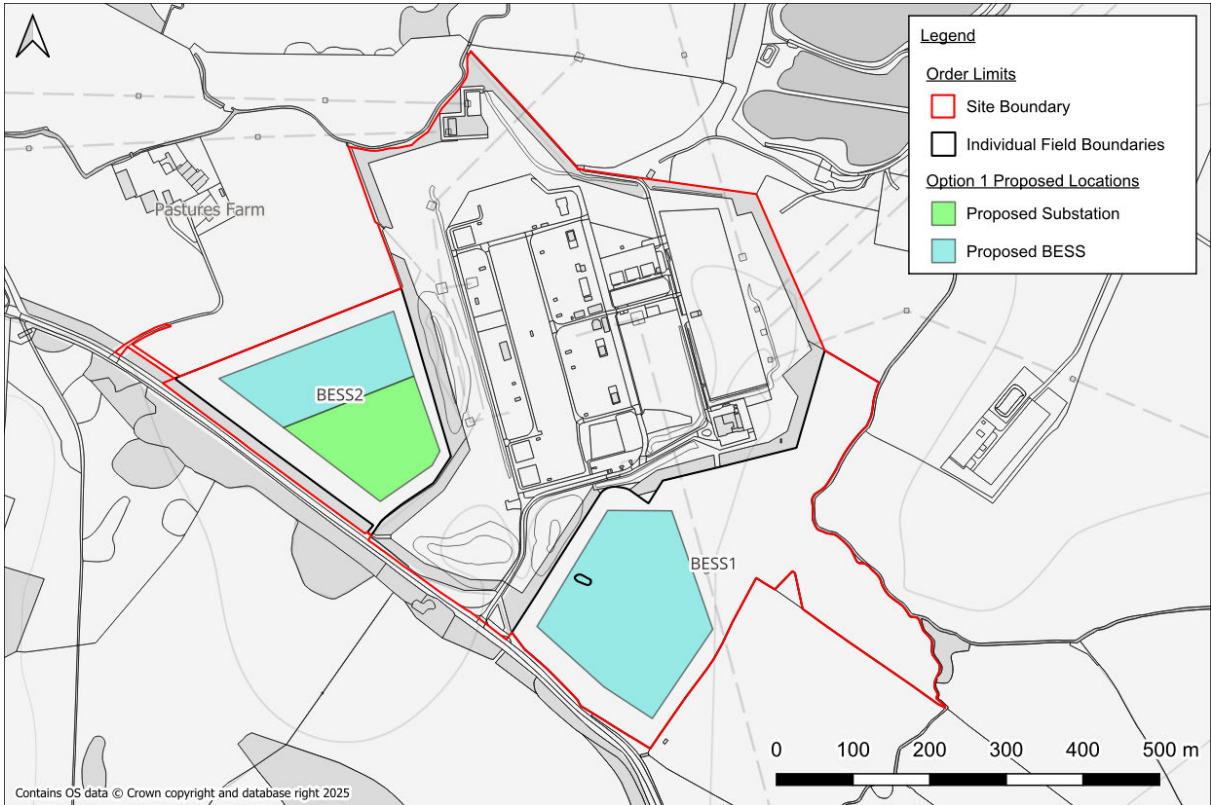 Legend
Order Limits
Site Boundary
Individual Field Boundaries
Option 1 Proposed Locations
Proposed Substation
Proposed BESS
Pastures Farm
BESS2
BESS1
0 100 200 300 400 500 m
Contains OS data © Crown copyright and database right 2025